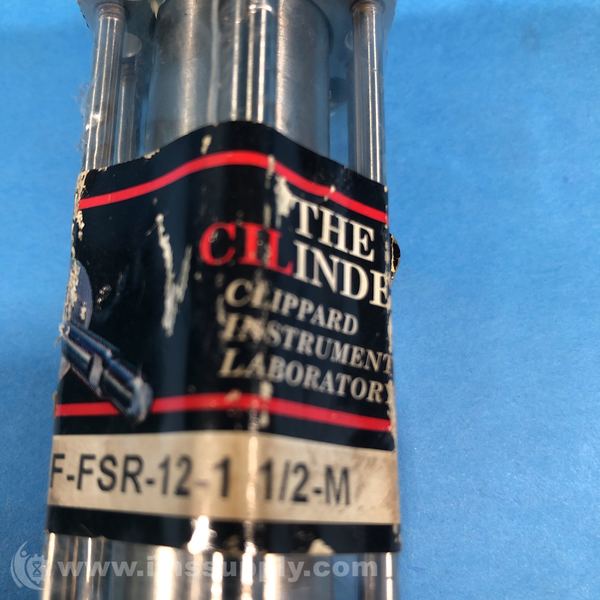 THE
CILINDE
CLIPPARD
INSTRUMENT
LABORATORY
F-FSR-12-1 1/2-M
www.imssupply.com